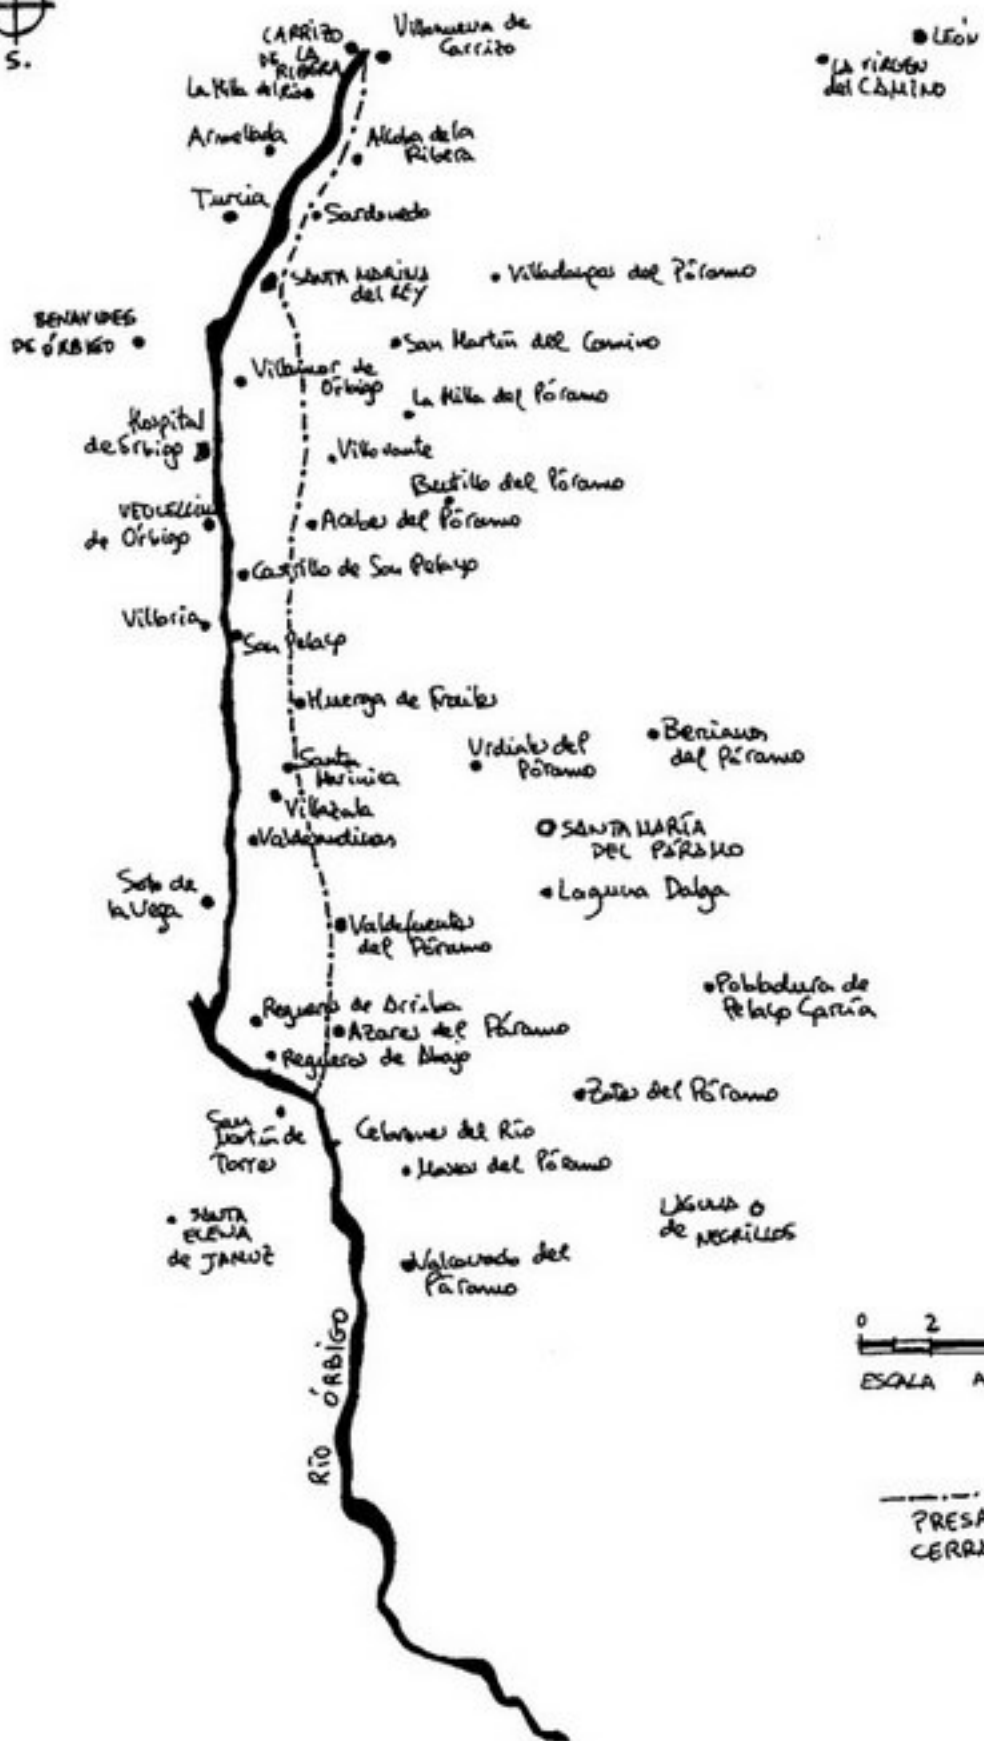 S.
CARRIZO
DE LA
RIBERA
Villanueva de
Carrizo
LEÓN
LA VIRGEN
del CAMINO
La Milla del Río
Armellada
Alcoba de la
Ribera
Turcia
Sardonedo
SANTA MARINA
del REY
Villadangos del Páramo
BENAVIDES
DE ÓRBIGO
San Martín del Camino
Villamor de
Órbigo
La Milla del Páramo
Hospital
de Órbigo
Villavante
Bustillo del Páramo
de Órbigo
Acebes del Páramo
Castrillo de San Pelayo
Villoria
San Pelayo
Huerga de Frailes
Urdiales del
Páramo
Bercianos
del Páramo
Santa
Marinica
Villazala
Valdesandinas
SANTA MARÍA
DEL PÁRAMO
Soto de
la Vega
Laguna Dalga
Valdefuentes
del Páramo
Pobladura de
Pelayo García
Regueras de Arriba
Azares del Páramo
Regueras de Abajo
Zotes del Páramo
San
Martín de
Torres
Cebrones del Río
Moscas del Páramo
SANTA
ELENA
de JAMUZ
LAGUNA
de NEGRILLOS
Valcavado del
Páramo
RÍO ÓRBIGO
0 2
ESCALA A
PRESA
CERRA